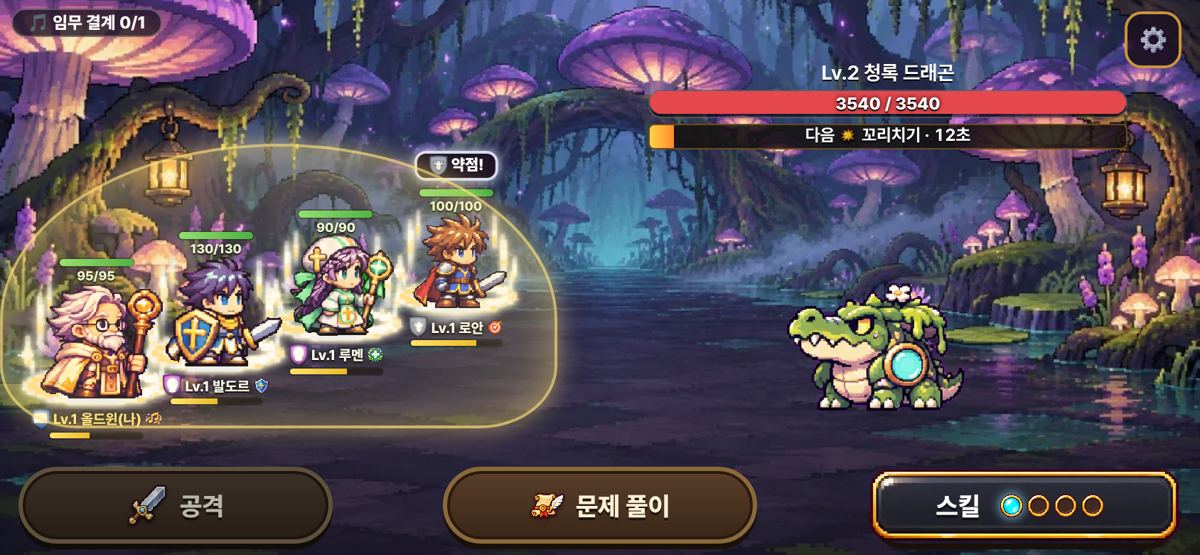 임무 결계 0/1
Lv.2 청록 드래곤
3540 / 3540
다음 꼬리치기 · 12초
약점!
100/100
90/90
130/130
95/95
Lv.1 로안
Lv.1 루멘
Lv.1 발도르
Lv.1 올드윈(나)
공격
문제 풀이
스킬